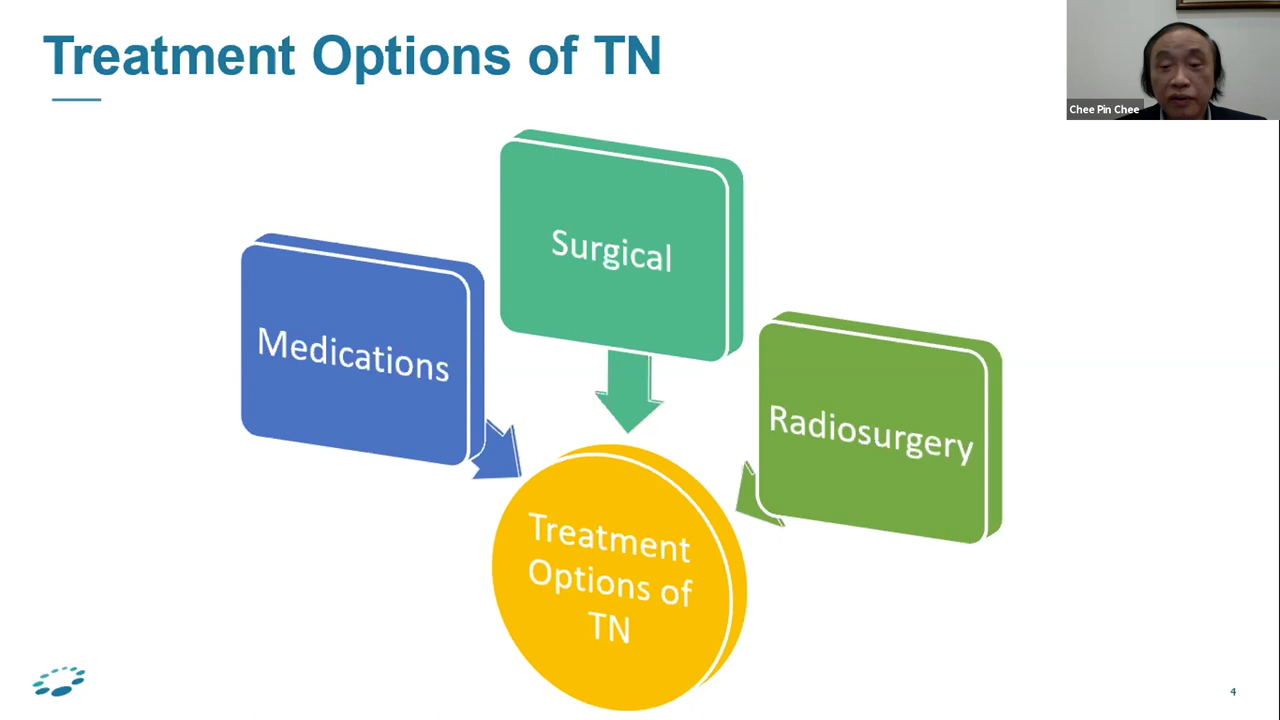 Treatment Options of TN
Chee Pin Chee
Surgical
Medications
Radiosurgery
Treatment
Options of
TN
4